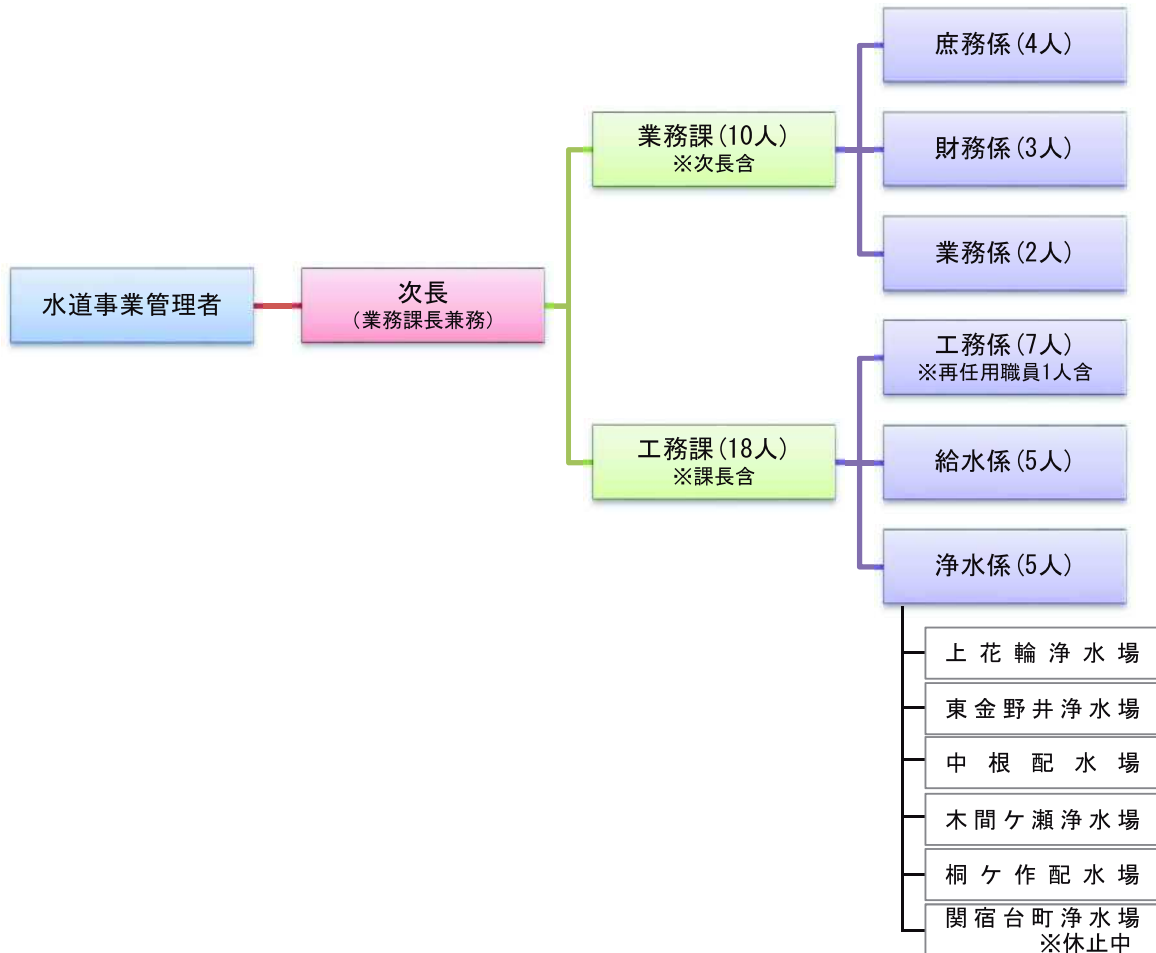 水道事業管理者
次長
(業務課長兼務)
業務課(10人)
※次長含
庶務係(4人)
財務係(3人)
業務係(2人)
工務課(18人)
※課長含
工務係(7人)
※再任用職員1人含
給水係(5人)
浄水係(5人)
上花輪浄水場
東金野井浄水場
中根配水場
木間ケ瀬浄水場
桐ケ作配水場
関宿台町浄水場
※休止中